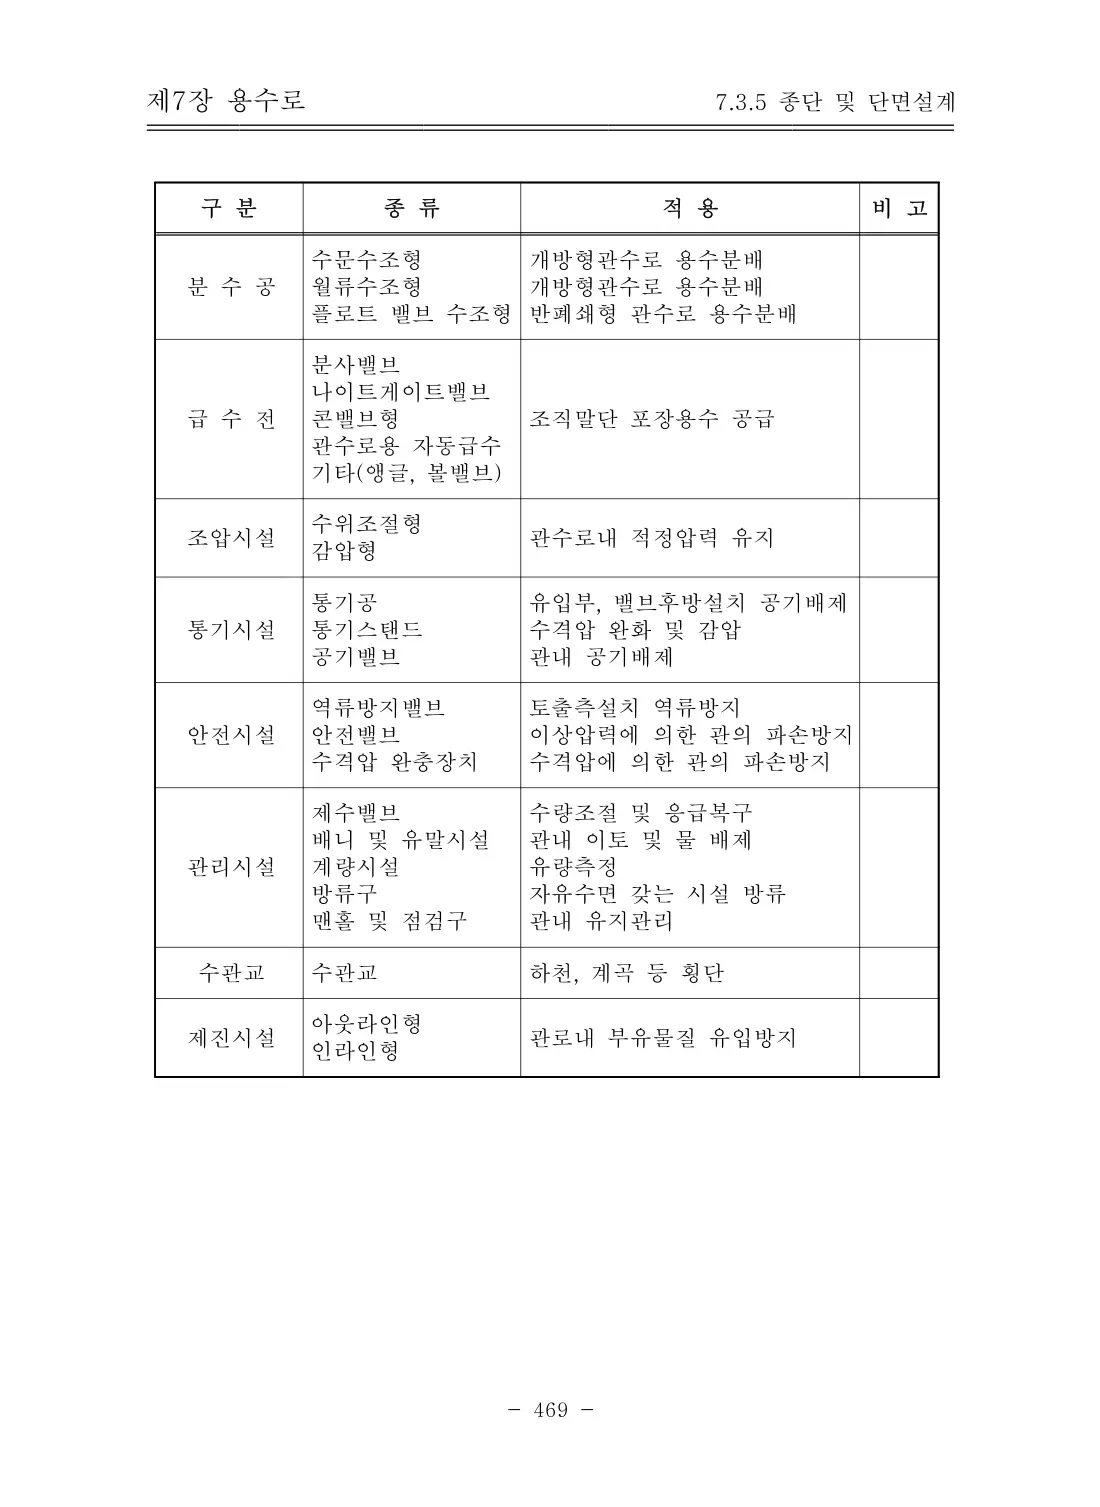 제7장 용수로
7.3.5 종단 및 단면설계
구 분 종 류 적 용 비 고
분 수 공
수문수조형 개방형관수로 용수분배
월류수조형 개방형관수로 용수분배
플로트 밸브 수조형 반폐쇄형 관수로 용수분배
급 수 전
분사밸브
나이트게이트밸브
콘밸브형
관수로용 자동급수
기타(앵글, 볼밸브)
조직말단 포장용수 공급
조압시설
수위조절형
감압형
관수로내 적정압력 유지
통기시설
통기공 유입부, 밸브후방설치 공기배제
통기스탠드 수격압 완화 및 감압
공기밸브 관내 공기배제
안전시설
역류방지밸브 토출측설치 역류방지
안전밸브 이상압력에 의한 관의 파손방지
수격압 완충장치 수격압에 의한 관의 파손방지
관리시설
제수밸브 수량조절 및 응급복구
배니 및 유말시설 관내 이토 및 물 배제
계량시설 유량측정
방류구 자유수면 갖는 시설 방류
맨홀 및 점검구 관내 유지관리
수관교 수관교 하천, 계곡 등 횡단
제진시설
아웃라인형
인라인형
관로내 부유물질 유입방지
- 469 -